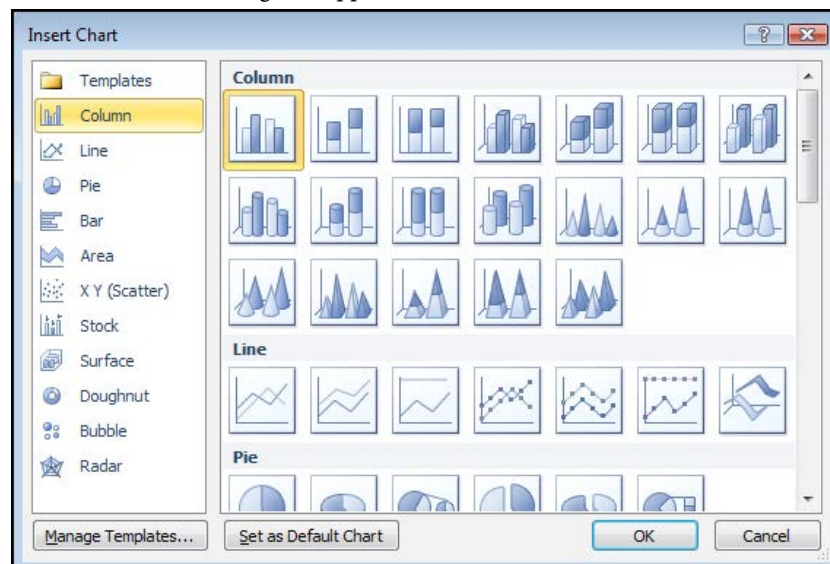 Insert Chart
Templates
Column
Line
Pie
Bar
Area
X Y (Scatter)
Stock
Surface
Doughnut
Bubble
Radar
Column
Line
Pie
Manage Templates...
Set as Default Chart
OK
Cancel